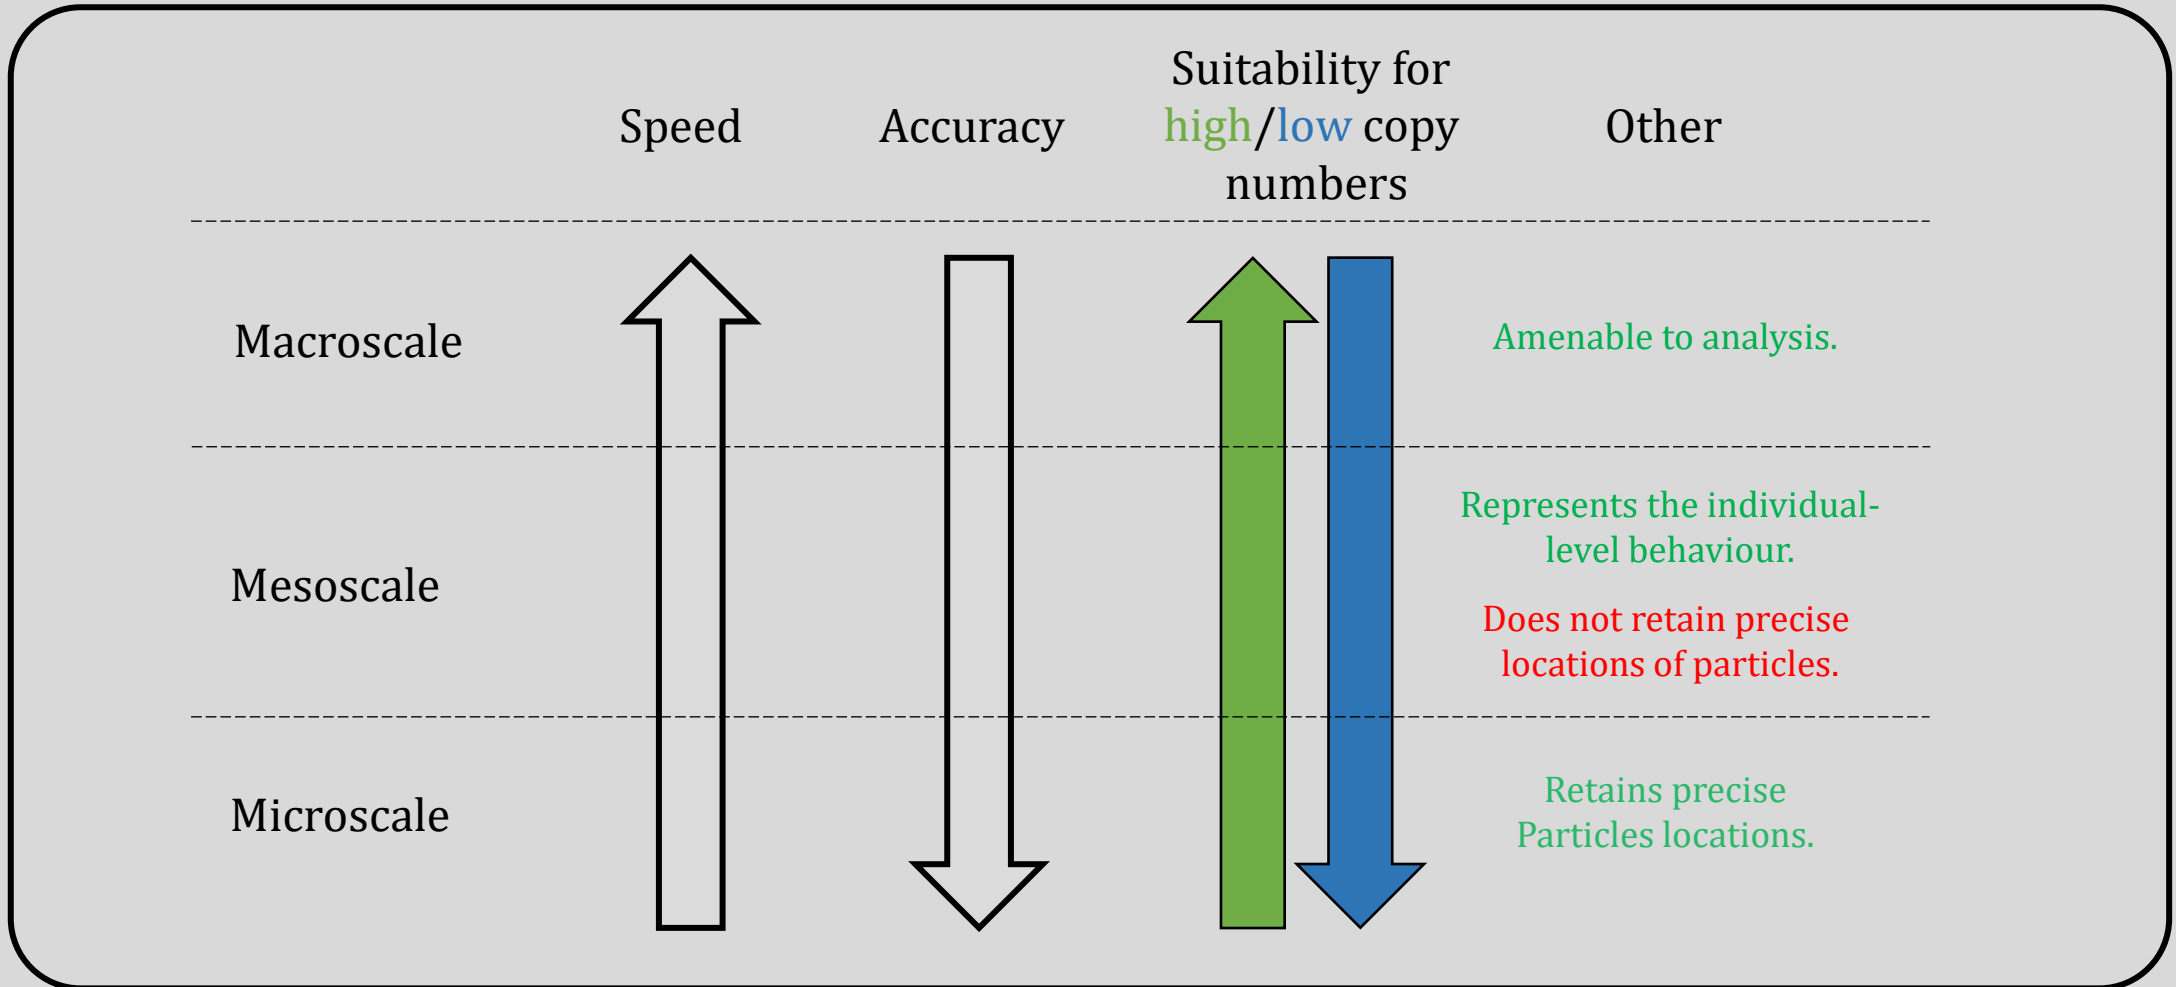 Speed
Accuracy
Suitability for
high/low copy
numbers
Other
Macroscale
Amenable to analysis.
Mesoscale
Represents the individual-
level behaviour.
Does not retain precise
locations of particles.
Microscale
Retains precise
Particles locations.